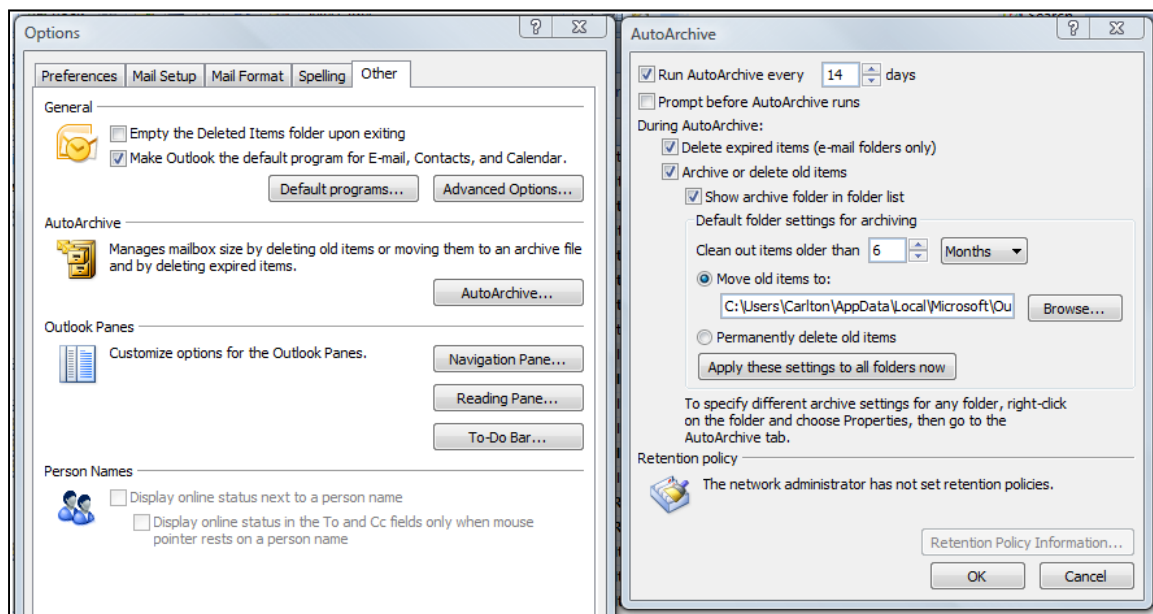 Options
Preferences
Mail Setup
Mail Format
Spelling
Other
General
Empty the Deleted Items folder upon exiting
Make Outlook the default program for E-mail, Contacts, and Calendar.
Default programs...
Advanced Options...
AutoArchive
Manages mailbox size by deleting old items or moving them to an archive file
and by deleting expired items.
AutoArchive...
Outlook Panes
Customize options for the Outlook Panes.
Navigation Pane...
Reading Pane...
To-Do Bar...
Person Names
Display online status next to a person name
Display online status in the To and Cc fields only when mouse
pointer rests on a person name
AutoArchive
Run AutoArchive every 14 days
Prompt before AutoArchive runs
During AutoArchive:
Delete expired items (e-mail folders only)
Archive or delete old items
Show archive folder in folder list
Default folder settings for archiving
Clean out items older than 6 Months
Move old items to:
C:\Users\Carlton\AppData\Local\Microsoft\Ou
Browse...
Permanently delete old items
Apply these settings to all folders now
To specify different archive settings for any folder, right-click
on the folder and choose Properties, then go to the
AutoArchive tab.
Retention policy
The network administrator has not set retention policies.
Retention Policy Information...
OK
Cancel